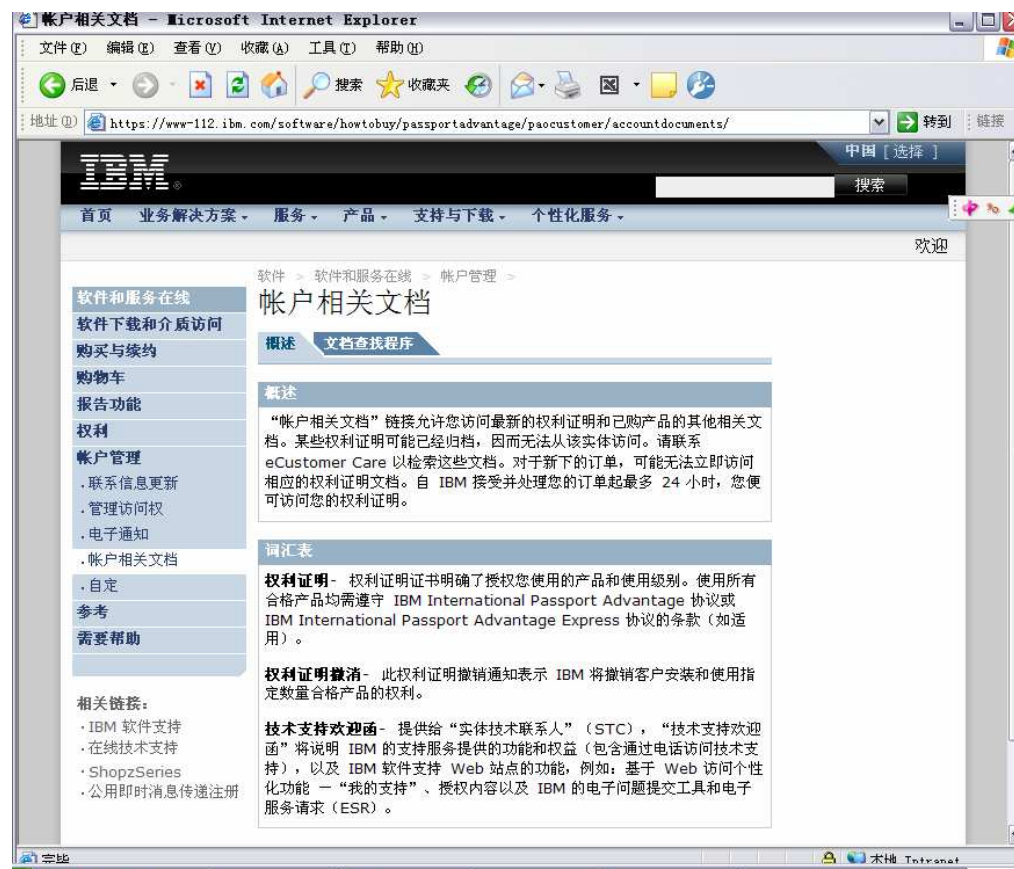 帐户相关文档 - Microsoft Internet Explorer
文件(F) 编辑(E) 查看(V) 收藏(A) 工具(T) 帮助(H)
后退 搜索 收藏夹
地址(D) https://www-112.ibm.com/software/howtobuy/passportadvantage/paocustomer/accountdocuments/ 转到 链接
中国 [ 选择 ]
IBM®
搜索
首页 业务解决方案 服务 产品 支持与下载 个性化服务
欢迎
软件 > 软件和服务在线 > 帐户管理 >
帐户相关文档
概述 文档查找程序
软件和服务在线
软件下载和介质访问
购买与续约
购物车
报告功能
权利
帐户管理
.联系信息更新
.管理访问权
.电子通知
.帐户相关文档
.自定
参考
需要帮助
相关链接:
·IBM 软件支持
·在线技术支持
·ShopzSeries
·公用即时消息传递注册
概述
“帐户相关文档”链接允许您访问最新的权利证明和已购产品的其他相关文
档。某些权利证明可能已经归档，因而无法从该实体访问。请联系
eCustomer Care 以检索这些文档。对于新下的订单，可能无法立即访问
相应的权利证明文档。自 IBM 接受并处理您的订单起最多 24 小时，您便
可访问您的权利证明。
词汇表
权利证明- 权利证明证书明确了授权您使用的产品和使用级别。使用所有
合格产品均需遵守 IBM International Passport Advantage 协议或
IBM International Passport Advantage Express 协议的条款（如适
用）。
权利证明撤消- 此权利证明撤销通知表示 IBM 将撤销客户安装和使用指
定数量合格产品的权利。
技术支持欢迎函- 提供给“实体技术联系人”（STC），“技术支持欢迎
函”将说明 IBM 的支持服务提供的功能和权益（包含通过电话访问技术支
持），以及 IBM 软件支持 Web 站点的功能，例如：基于 Web 访问个性
化功能 — “我的支持”、授权内容以及 IBM 的电子问题提交工具和电子
服务请求（ESR）。
完毕 本地 Intranet